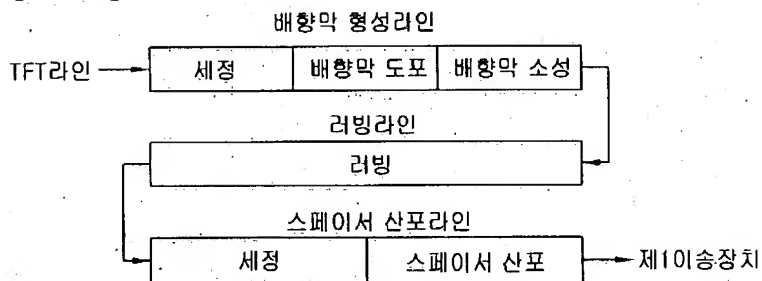 배향막 형성라인
TFT라인 세정 배향막 도포 배향막 소성
러빙라인
러빙
스페이서 산포라인
세정 스페이서 산포 제1이송장치